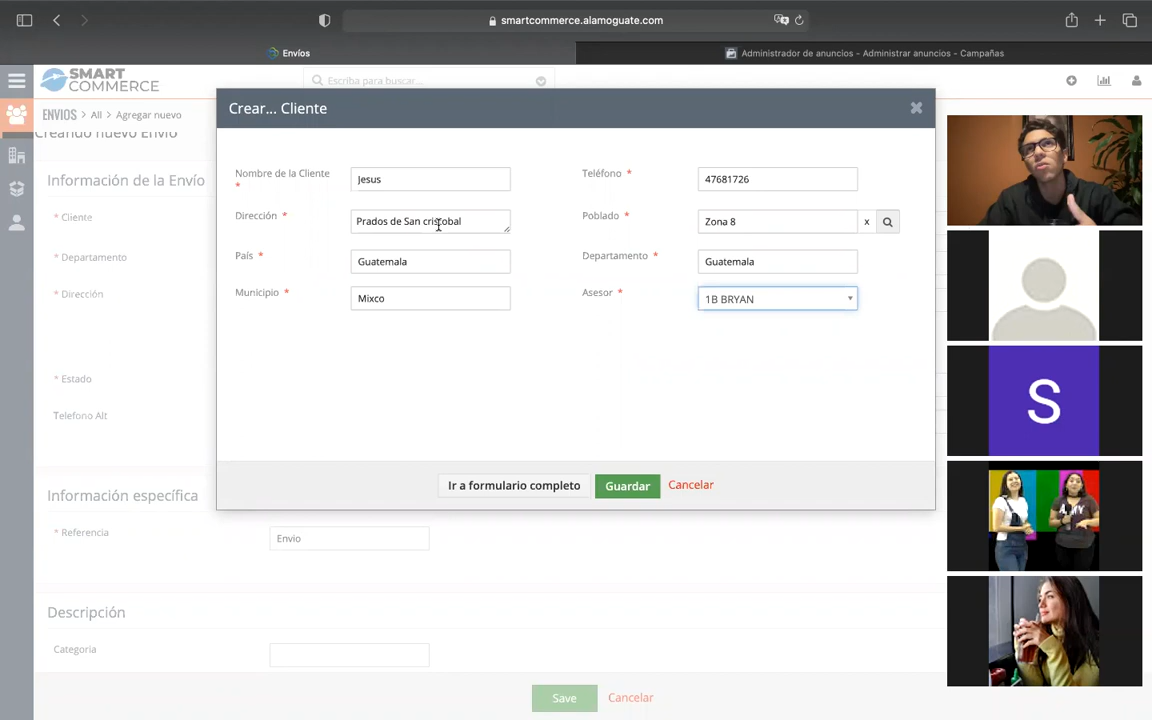 smartcommerce.alamoguate.com
Envíos
Administrador de anuncios - Administrar anuncios - Campañas
SMART
COMMERCE
Escriba para buscar...
ENVIOS > All > Agregar nuevo
Creando nuevo Envío
Crear... Cliente
Información de la Envío
* Cliente
* Departamento
* Dirección
* Estado
Telefono Alt
Nombre de la Cliente *
Jesus
Teléfono *
47681726
Dirección *
Prados de San cristobal
Poblado *
Zona 8
x
País *
Guatemala
Departamento *
Guatemala
Municipio *
Mixco
Asesor *
1B BRYAN
Ir a formulario completo
Guardar
Cancelar
Información específica
* Referencia
Envio
Descripción
Categoria
Save
Cancelar
S